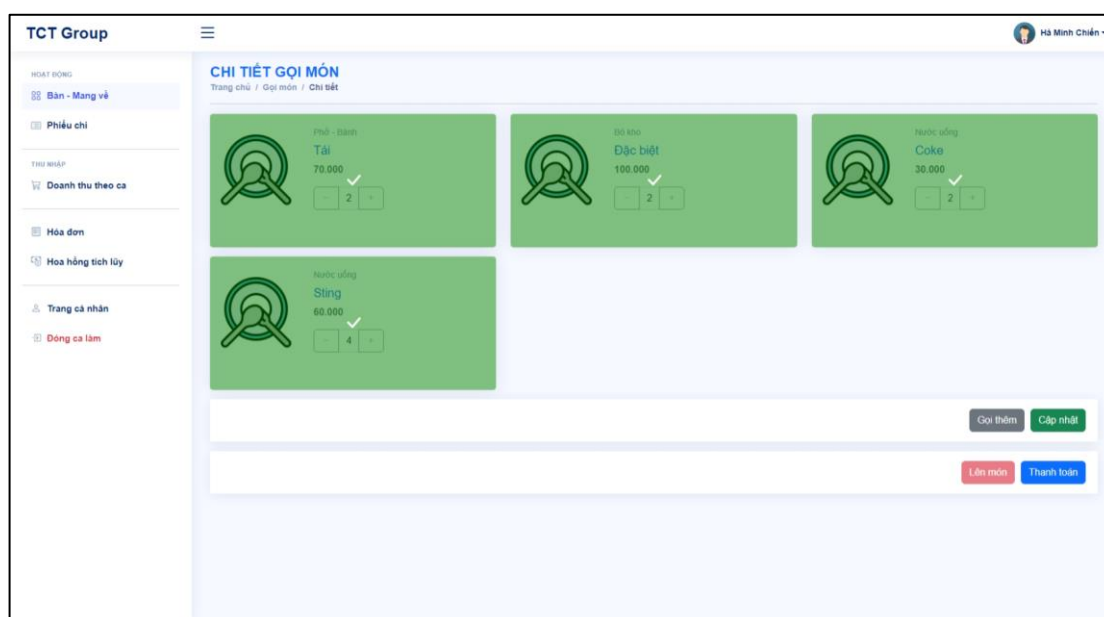 TCT Group
Hà Minh Chiến
HOẠT ĐỘNG
Bàn - Mang về
Phiếu chi
THU NHẬP
Doanh thu theo ca
Hóa đơn
Hoa hồng tích lũy
Trang cá nhân
Đóng ca làm
CHI TIẾT GỌI MÓN
Trang chủ / Gọi món / Chi tiết
Phở - Bánh
Tái
70.000
- 2 +
Bò kho
Đặc biệt
100.000
- 2 +
Nước uống
Coke
30.000
- 2 +
Nước uống
Sting
60.000
- 4 +
Gọi thêm Cập nhật
Lên món Thanh toán